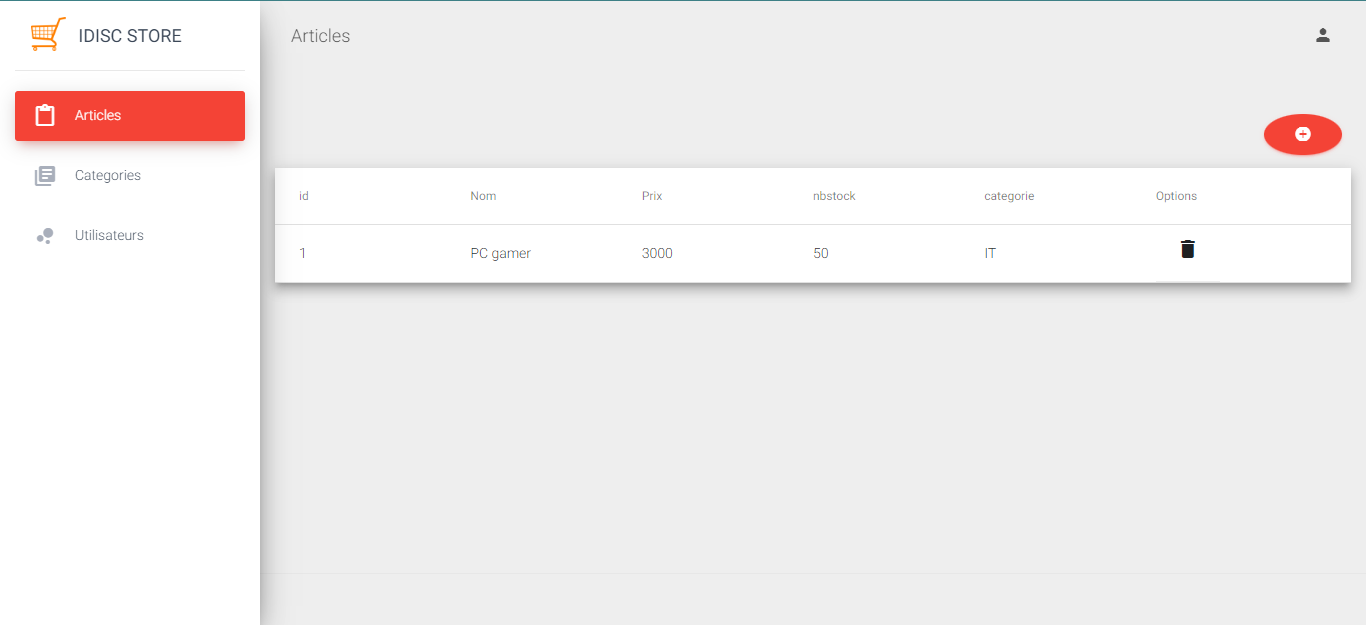 IDISC STORE
Articles
Articles
Categories
Utilisateurs
id Nom Prix nbstock categorie Options
1 PC gamer 3000 50 IT